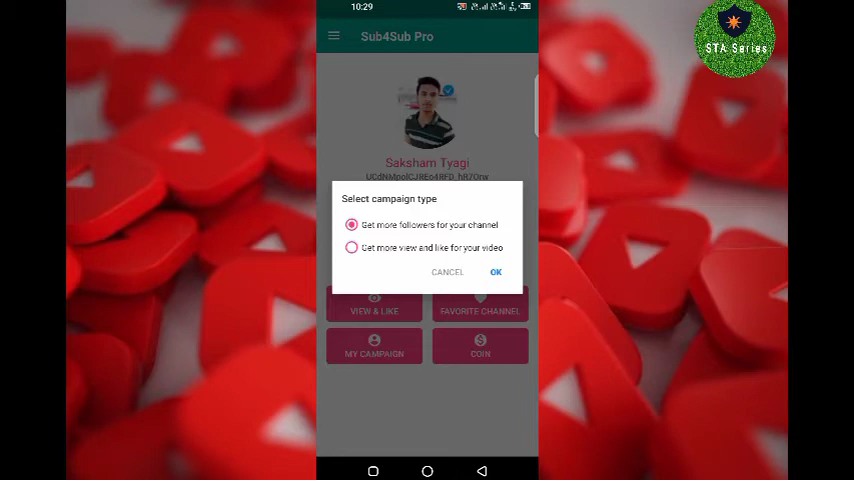 10:29
STA Series
Sub4Sub Pro
Saksham Tyagi
Select campaign type
Get more followers for your channel
Get more view and like for your video
CANCEL
OK
VIEW & LIKE
FAVORITE CHANNEL
MY CAMPAIGN
COIN